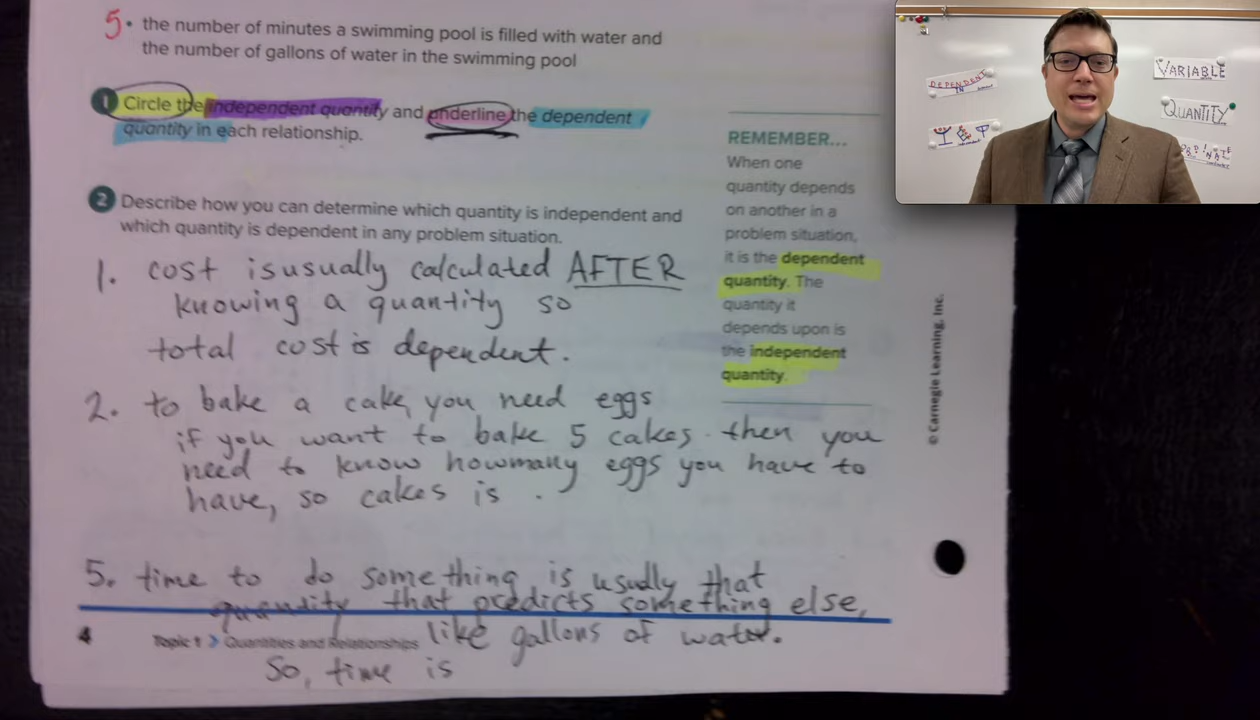 5. the number of minutes a swimming pool is filled with water and
the number of gallons of water in the swimming pool
1 Circle the independent quantity and underline the dependent
quantity in each relationship.
2 Describe how you can determine which quantity is independent and
which quantity is dependent in any problem situation.
1. cost is usually calculated AFTER
knowing a quantity so
total cost is dependent.
2. to bake a cake, you need eggs
if you want to bake 5 cakes then you
need to know howmany eggs you have to
have, so cakes is .
5. time to do something is usually that
quantity that predicts something else,
like gallons of water.
So, time is
4
Topic 1 > Quantities and Relationships
REMEMBER...
When one
quantity depends
on another in a
problem situation,
it is the dependent
quantity. The
quantity it
depends upon is
the independent
quantity.
© Carnegie Learning, Inc.
DEPENDENT
IN
VARIABLE
QUANTITY